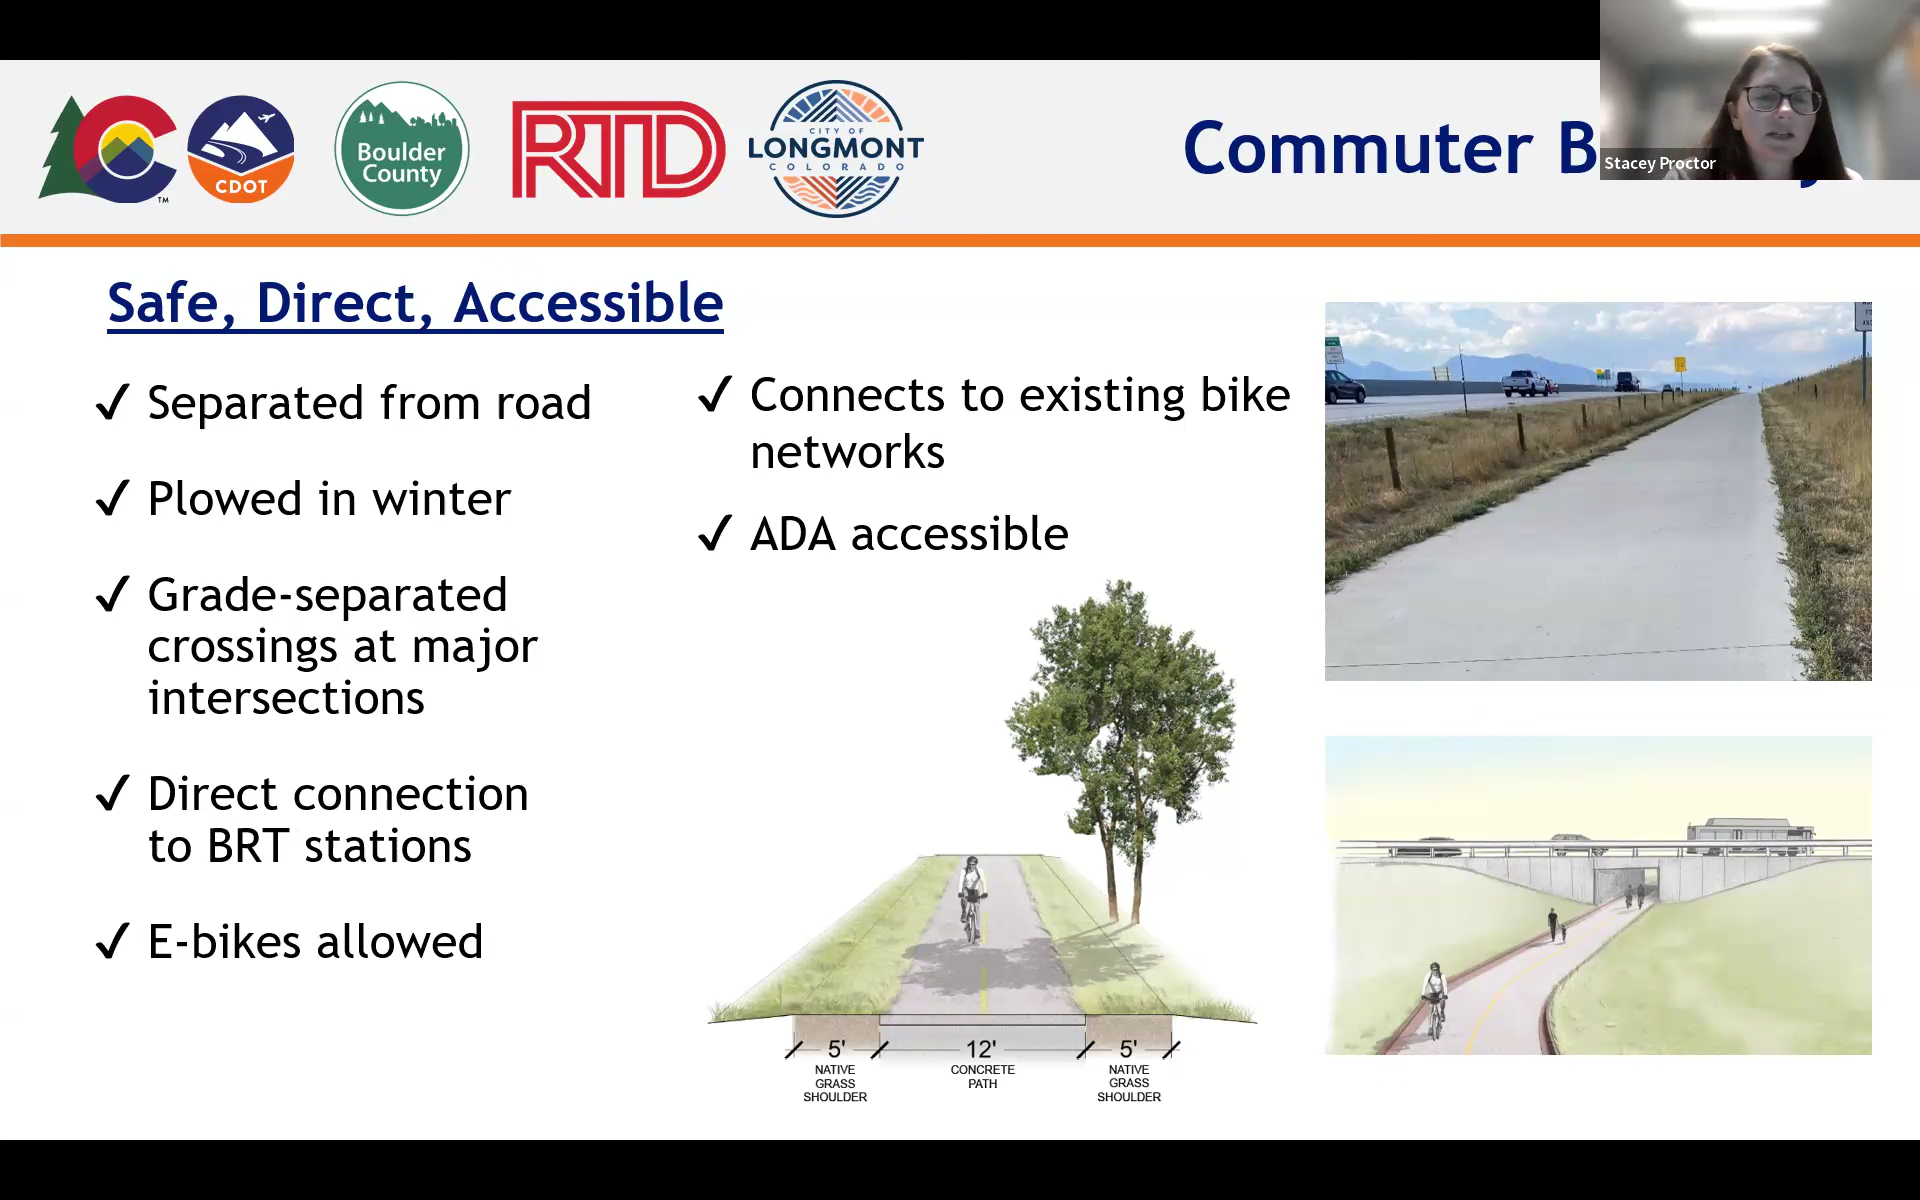 CDOT
TM
Boulder
County
RTD
CITY OF
LONGMONT
COLORADO
Commuter B
Stacey Proctor
Safe, Direct, Accessible
✓ Separated from road
✓ Plowed in winter
✓ Grade-separated
crossings at major
intersections
✓ Direct connection
to BRT stations
✓ E-bikes allowed
✓ Connects to existing bike
networks
✓ ADA accessible
5'
NATIVE
GRASS
SHOULDER
12'
CONCRETE
PATH
5'
NATIVE
GRASS
SHOULDER